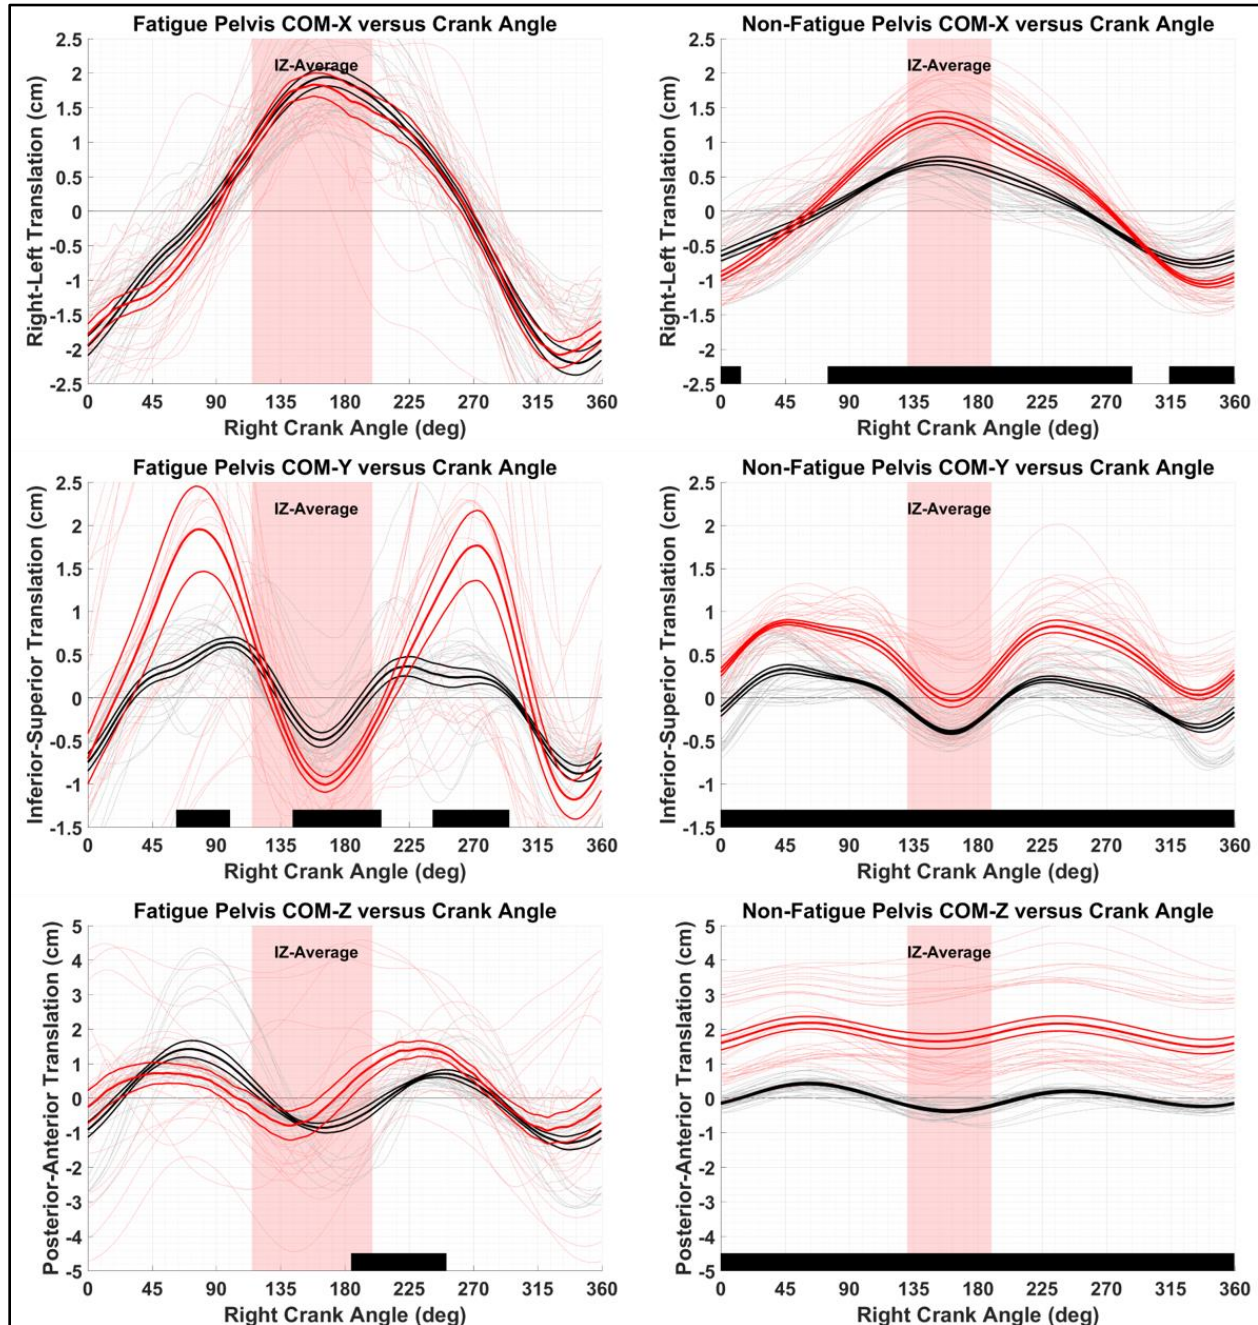 Fatigue Pelvis COM-X versus Crank Angle
Right-Left Translation (cm)
2.5
2
1.5
1
0.5
0
-0.5
-1
-1.5
-2
-2.5
IZ-Average
0 45 90 135 180 225 270 315 360
Right Crank Angle (deg)
Non-Fatigue Pelvis COM-X versus Crank Angle
Right-Left Translation (cm)
2.5
2
1.5
1
0.5
0
-0.5
-1
-1.5
-2
-2.5
IZ-Average
0 45 90 135 180 225 270 315 360
Right Crank Angle (deg)
Fatigue Pelvis COM-Y versus Crank Angle
Inferior-Superior Translation (cm)
2.5
2
1.5
1
0.5
0
-0.5
-1
-1.5
IZ-Average
0 45 90 135 180 225 270 315 360
Right Crank Angle (deg)
Non-Fatigue Pelvis COM-Y versus Crank Angle
Inferior-Superior Translation (cm)
2.5
2
1.5
1
0.5
0
-0.5
-1
-1.5
IZ-Average
0 45 90 135 180 225 270 315 360
Right Crank Angle (deg)
Fatigue Pelvis COM-Z versus Crank Angle
Posterior-Anterior Translation (cm)
5
4
3
2
1
0
-1
-2
-3
-4
-5
IZ-Average
0 45 90 135 180 225 270 315 360
Right Crank Angle (deg)
Non-Fatigue Pelvis COM-Z versus Crank Angle
Posterior-Anterior Translation (cm)
5
4
3
2
1
0
-1
-2
-3
-4
-5
IZ-Average
0 45 90 135 180 225 270 315 360
Right Crank Angle (deg)